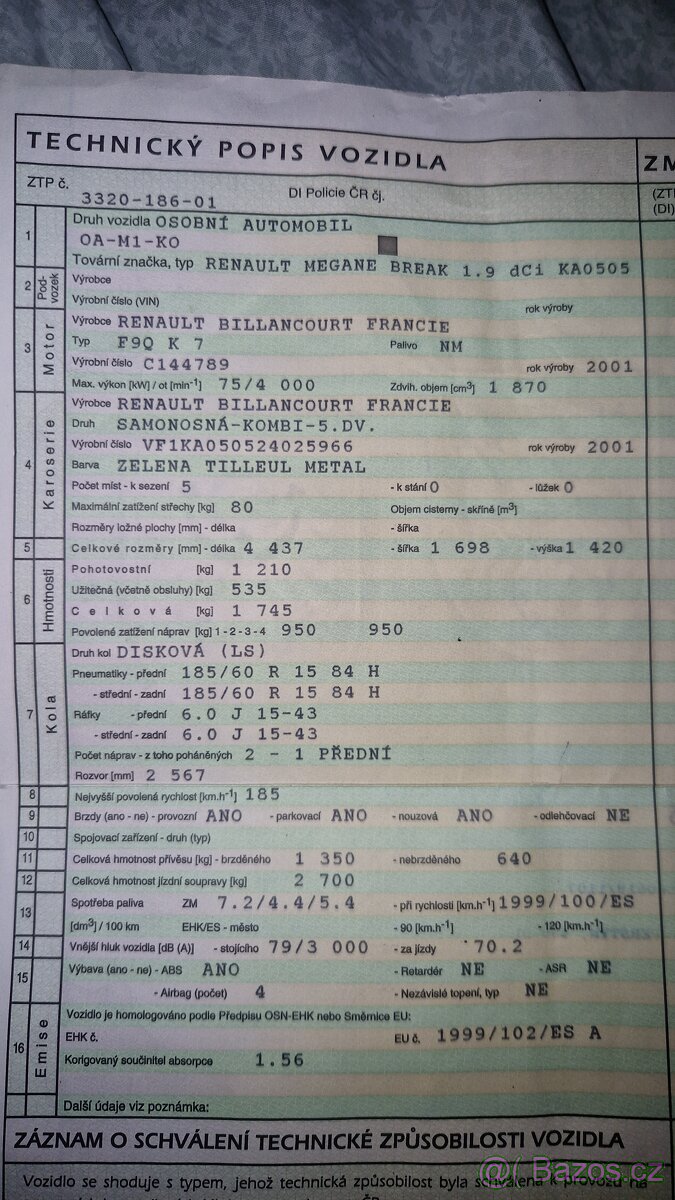 TECHNICKÝ POPIS VOZIDLA
ZTP č. 3320-186-01 DI Policie ČR čj. (ZT
(DI)
1 Druh vozidla OSOBNÍ AUTOMOBIL
OA-M1-KO
Tovární značka, typ RENAULT MEGANE BREAK 1.9 dCi KA0505
2 Pod-vozek Výrobce
Výrobní číslo (VIN) rok výroby
3 Motor Výrobce RENAULT BILLANCOURT FRANCIE
Typ F9Q K 7 Palivo NM
Výrobní číslo C144789 rok výroby 2001
Max. výkon [kW] / ot [min-1] 75/4 000 Zdvih. objem [cm3] 1 870
4 Karoserie Výrobce RENAULT BILLANCOURT FRANCIE
Druh SAMONOSNÁ-KOMBI-5.DV.
Výrobní číslo VF1KA050524025966 rok výroby 2001
Barva ZELENA TILLEUL METAL
Počet míst - k sezení 5 - k stání 0 - lůžek 0
Maximální zatížení střechy [kg] 80 Objem cisterny - skříně [m3]
Rozměry ložné plochy [mm] - délka - šířka
5 Celkové rozměry [mm] - délka 4 437 - šířka 1 698 - výška 1 420
6 Hmotnosti Pohotovostní [kg] 1 210
Užitečná (včetně obsluhy) [kg] 535
Celková [kg] 1 745
Povolené zatížení náprav [kg] 1 - 2 - 3 - 4 950 950
7 Kola Druh kol DISKOVÁ (LS)
Pneumatiky - přední 185/60 R 15 84 H
- střední - zadní 185/60 R 15 84 H
Ráfky - přední 6.0 J 15-43
- střední - zadní 6.0 J 15-43
Počet náprav - z toho poháněných 2 - 1 PŘEDNÍ
Rozvor [mm] 2 567
8 Nejvyšší povolená rychlost [km.h-1] 185
9 Brzdy (ano - ne) - provozní ANO - parkovací ANO - nouzová ANO - odlehčovací NE
10 Spojovací zařízení - druh (typ)
11 Celková hmotnost přívěsu [kg] - brzděného 1 350 - nebrzděného 640
12 Celková hmotnost jízdní soupravy [kg] 2 700
13 Spotřeba paliva ZM 7.2/4.4/5.4 - při rychlosti [km.h-1] 1999/100/ES
[dm3] / 100 km EHK/ES - město - 90 [km.h-1] - 120 [km.h-1]
14 Vnější hluk vozidla [dB (A)] - stojícího 79/3 000 - za jízdy 70.2
15 Výbava (ano - ne) - ABS ANO - Retardér NE - ASR NE
- Airbag (počet) 4 - Nezávislé topení, typ NE
16 Emise Vozidlo je homologováno podle Předpisu OSN-EHK nebo Směrnice EU:
EHK č. EU č. 1999/102/ES A
Korigovaný součinitel absorpce 1.56
Další údaje viz poznámka:
ZÁZNAM O SCHVÁLENÍ TECHNICKÉ ZPŮSOBILOSTI VOZIDLA
Vozidlo se shoduje s typem, jehož technická způsobilost byla schválena k provozu na
Bazos.cz